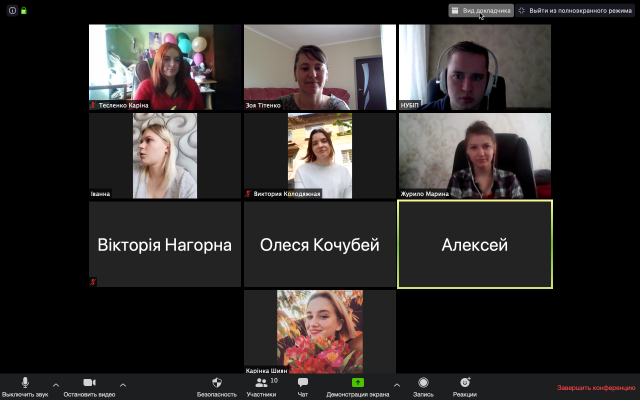 Вид докладчика
Выйти из полноэкранного режима
Тесленко Каріна
Зоя Тітенко
НУБІП
Іванна
Виктория Колодяжная
Журило Марина
Вікторія Нагорна
Олеся Кочубей
Алексей
Карінка Шиян
10
Выключить звук
Остановить видео
Безопасность
Участники
Чат
Демонстрация экрана
Запись
Реакции
Завершить конференцию